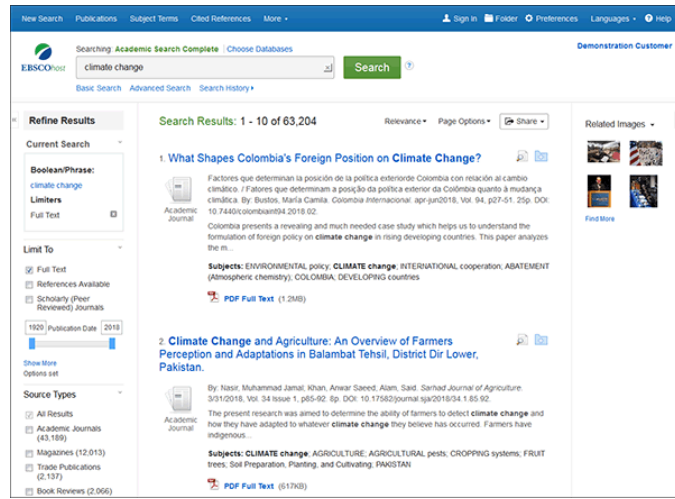 New Search Publications Subject Terms Cited References More
Sign In Folder Preferences Languages Help
Demonstration Customer
EBSCOhost
Searching: Academic Search Complete Choose Databases
climate change
Search
Basic Search Advanced Search Search History
Refine Results
Current Search
Boolean/Phrase:
climate change
Limiters
Full Text
Limit To
Full Text
References Available
Scholarly (Peer
Reviewed) Journals
1920 Publication Date 2018
Show More
Options set
Source Types
All Results
Academic Journals
(43,189)
Magazines (12,013)
Trade Publications
(2,137)
Book Reviews (2,066)
Search Results: 1 - 10 of 63,204
Relevance Page Options Share
1. What Shapes Colombia's Foreign Position on Climate Change?
Academic
Journal
Factores que determinan la posición de la política exteriorde Colombia con relación al cambio
climático. / Fatores que determinam a posição da política exterior da Colômbia quanto à mudança
climática. By: Bustos, María Camila. Colombia Internacional. apr-jun2018, Vol. 94, p27-51. 25p. DOI:
10.7440/colombiaint94.2018.02.
Colombia presents a revealing and much needed case study which helps us to understand the
formulation of foreign policy on climate change in rising developing countries. This paper analyzes
the m...
Subjects: ENVIRONMENTAL policy; CLIMATE change; INTERNATIONAL cooperation; ABATEMENT
(Atmospheric chemistry); COLOMBIA; DEVELOPING countries
PDF Full Text (1.2MB)
2. Climate Change and Agriculture: An Overview of Farmers
Perception and Adaptations in Balambat Tehsil, District Dir Lower,
Pakistan.
Academic
Journal
By: Nasir, Muhammad Jamal; Khan, Anwar Saeed; Alam, Said. Sarhad Journal of Agriculture.
3/31/2018, Vol. 34 Issue 1, p85-92. 8p. DOI: 10.17582/journal.sja/2018/34.1.85.92.
The present research was aimed to determine the ability of farmers to detect climate change and
how they have adapted to whatever climate change they believe has occurred. Farmers have
indigenous...
Subjects: CLIMATE change; AGRICULTURE; AGRICULTURAL pests; CROPPING systems; FRUIT
trees; Soil Preparation, Planting, and Cultivating; PAKISTAN
PDF Full Text (617KB)
Related Images
Find More